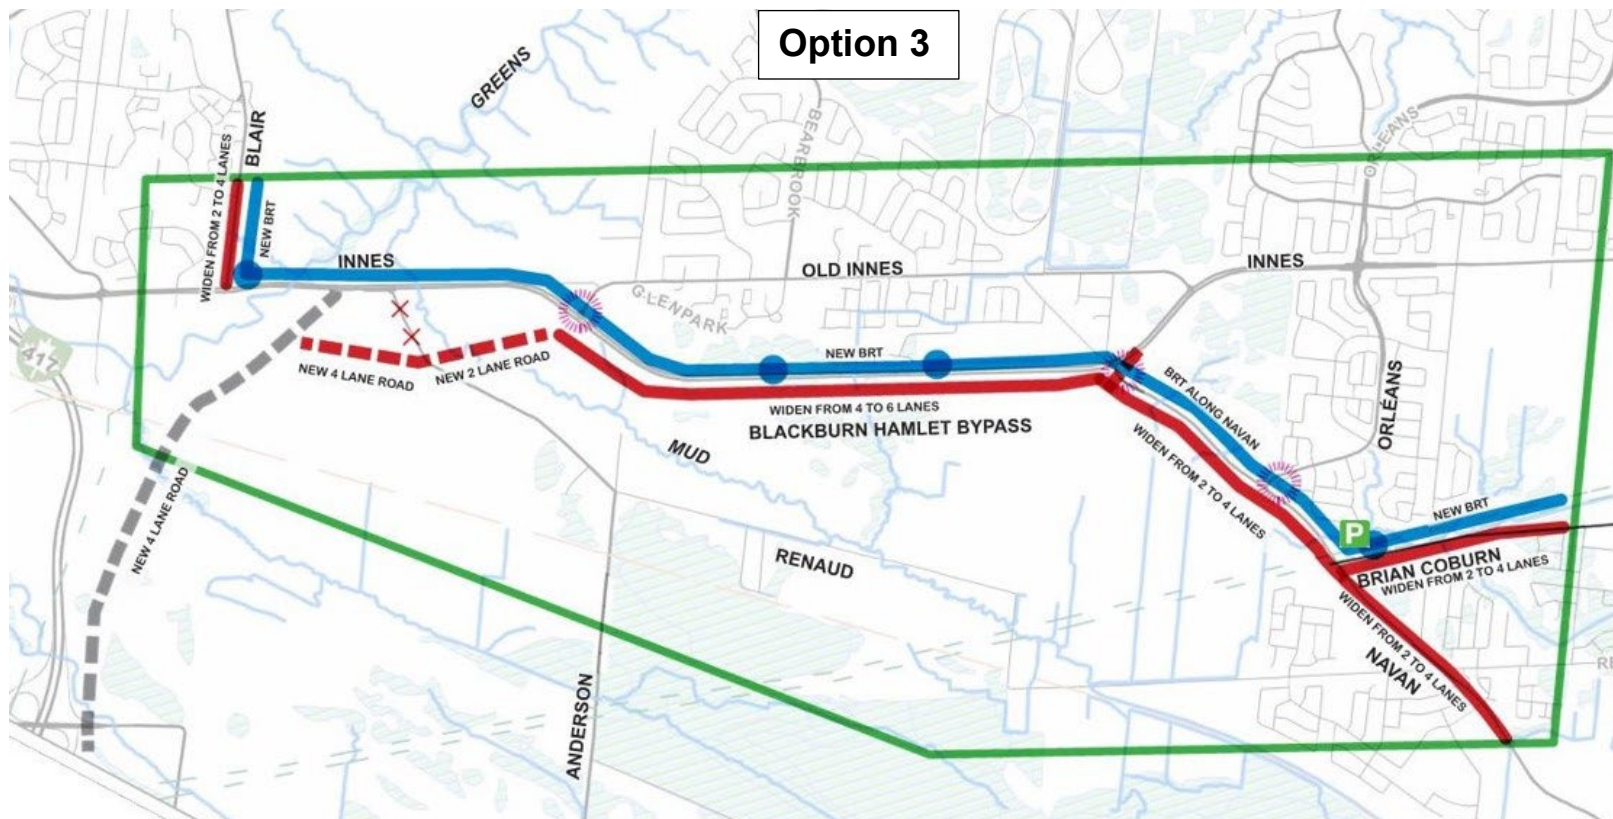 Option 3
GREENS
BLAIR
WIDEN FROM 2 TO 4 LANES
NEW BRT
BEARBROOK
ORLEANS
INNES
OLD INNES
INNES
GLENPARK
417
NEW 4 LANE ROAD
NEW 2 LANE ROAD
NEW BRT
WIDEN FROM 4 TO 6 LANES
BLACKBURN HAMLET BYPASS
BRT ALONG NAVAN
ORLÉANS
MUD
WIDEN FROM 2 TO 4 LANES
NEW 4 LANE ROAD
P
NEW BRT
RENAUD
BRIAN COBURN
WIDEN FROM 2 TO 4 LANES
WIDEN FROM 2 TO 4 LANES
NAVAN
ANDERSON